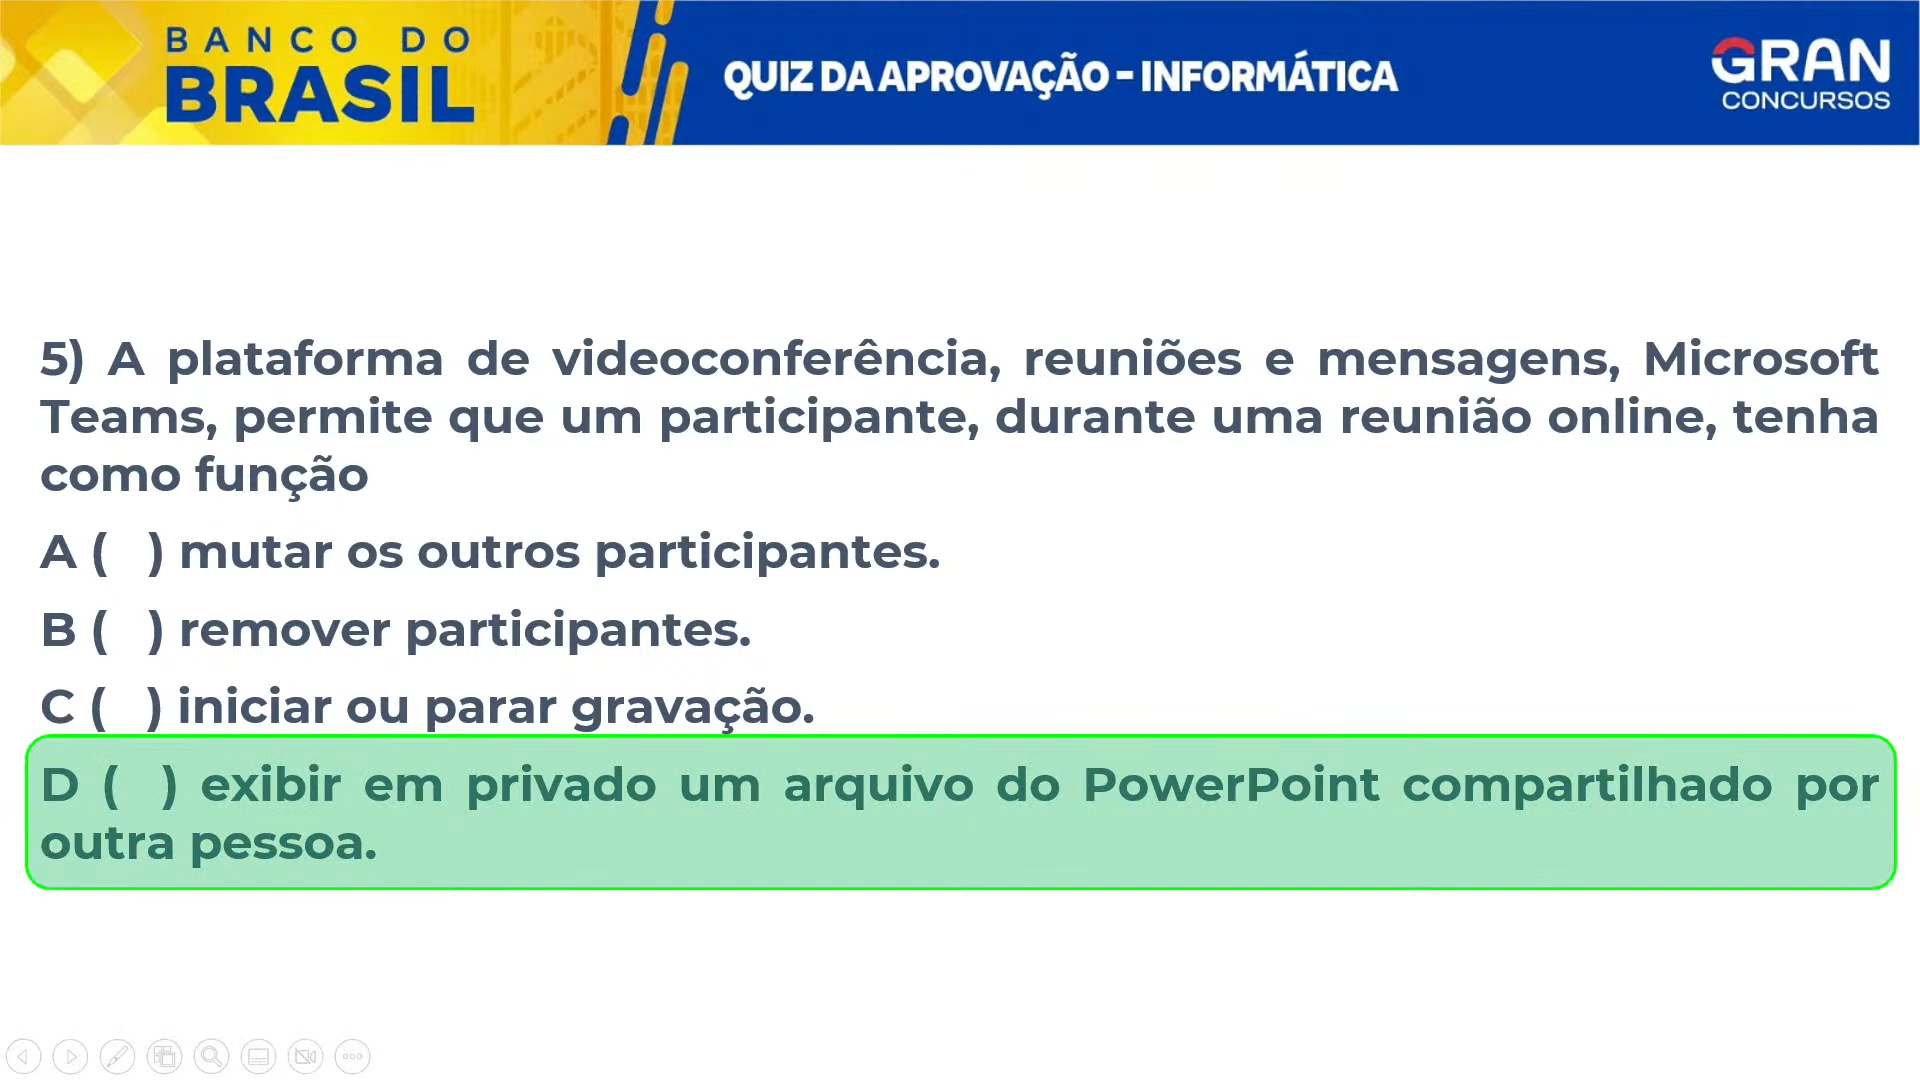 BANCO DO
BRASIL
QUIZ DA APROVAÇÃO - INFORMÁTICA
GRAN
CONCURSOS
5) A plataforma de videoconferência, reuniões e mensagens, Microsoft
Teams, permite que um participante, durante uma reunião online, tenha
como função
A ( ) mutar os outros participantes.
B ( ) remover participantes.
C ( ) iniciar ou parar gravação.
D ( ) exibir em privado um arquivo do PowerPoint compartilhado por
outra pessoa.